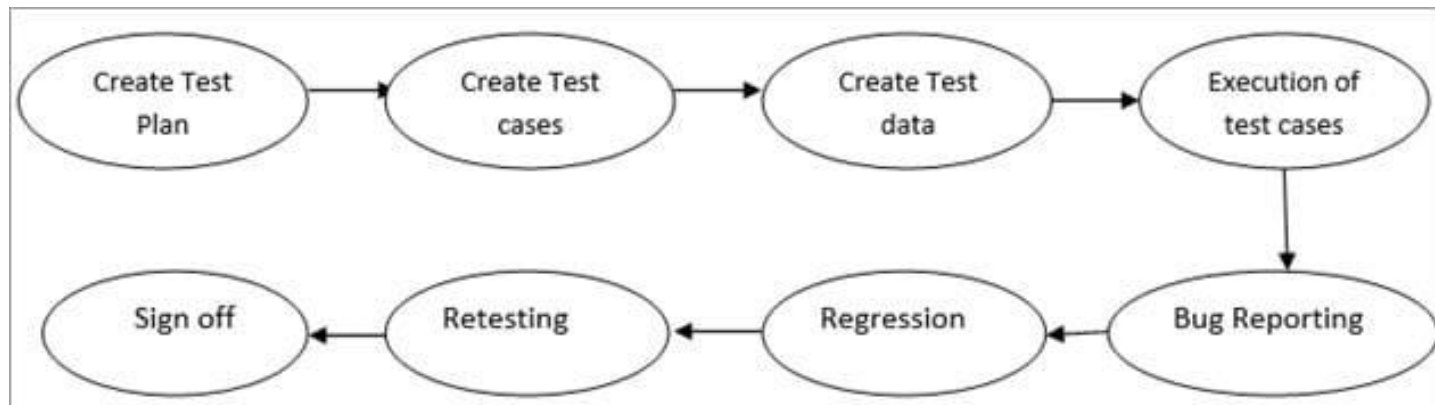 Create Test
Plan
Create Test
cases
Create Test
data
Execution of
test cases
Bug Reporting
Regression
Retesting
Sign off